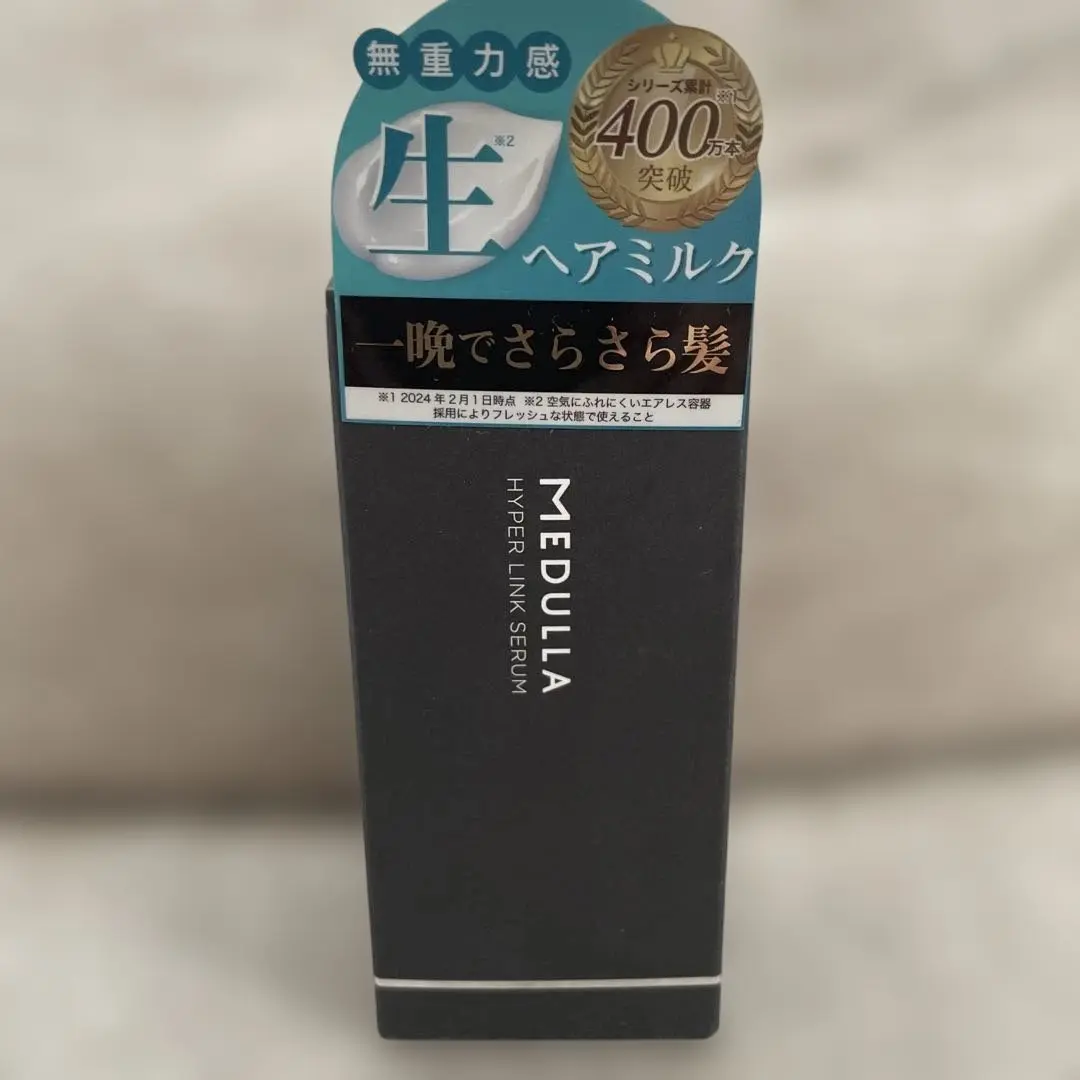 無重力感
シリーズ累計
400万本※1
突破
生※2
ヘアミルク
一晩でさらさら髪
※1 2024年2月1日時点 ※2 空気にふれにくいエアレス容器
採用によりフレッシュな状態で使えること
MEDULLA
HYPER LINK SERUM